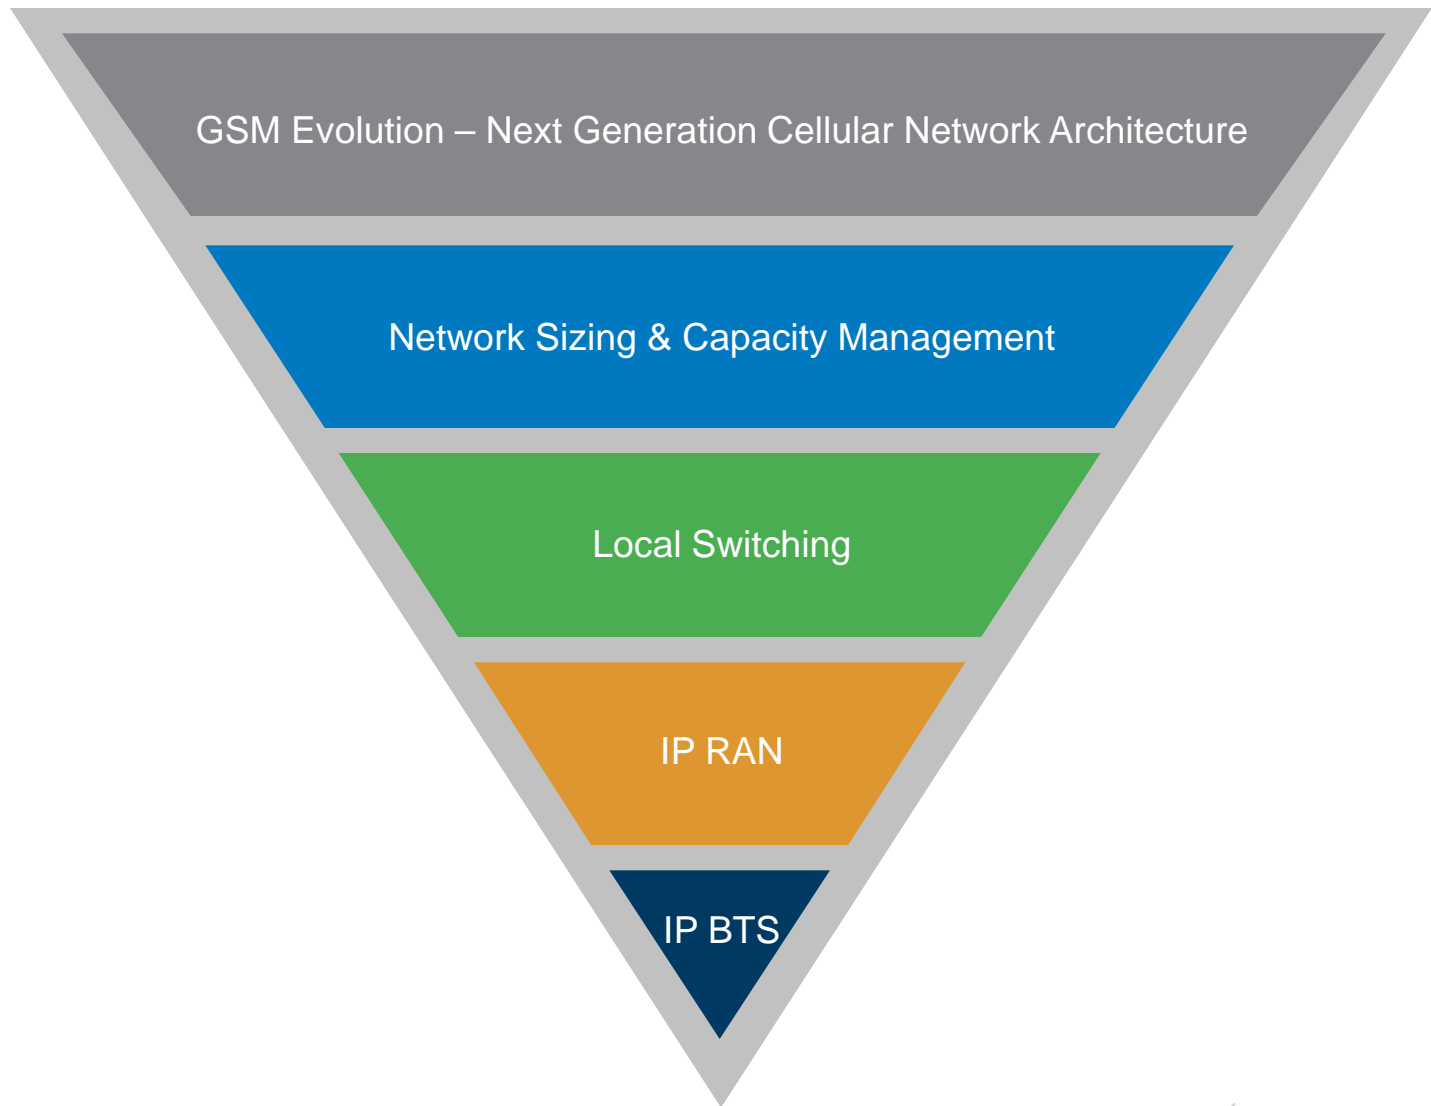 GSM Evolution – Next Generation Cellular Network Architecture
Network Sizing & Capacity Management
Local Switching
IP RAN
IP BTS